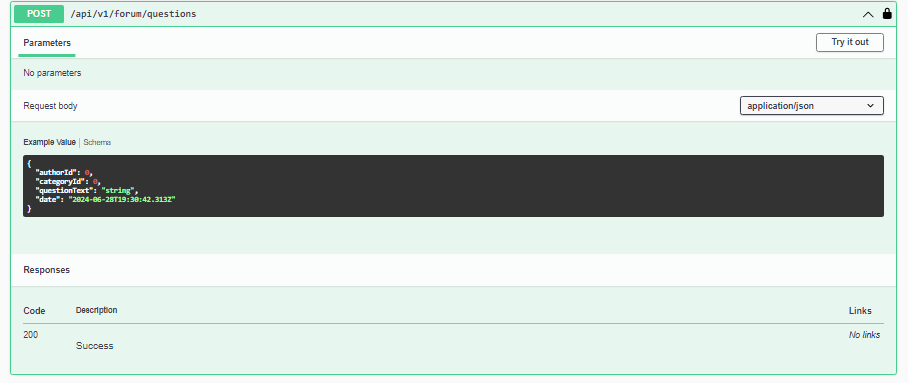 POST /api/v1/forum/questions
Parameters Try it out
No parameters
Request body application/json
Example Value | Schema
{
"authorId": 0,
"categoryId": 0,
"questionText": "string",
"date": "2024-06-28T19:30:42.313Z"
}
Responses
Code Description Links
200 No links
Success